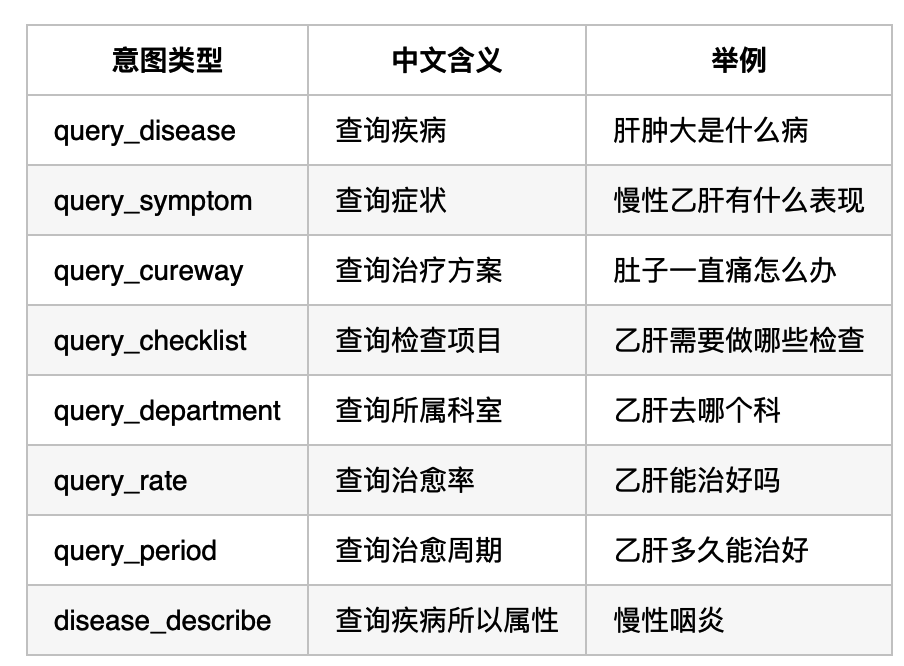 意图类型 中文含义 举例
query_disease 查询疾病 肝肿大是什么病
query_symptom 查询症状 慢性乙肝有什么表现
query_cureway 查询治疗方案 肚子一直痛怎么办
query_checklist 查询检查项目 乙肝需要做哪些检查
query_department 查询所属科室 乙肝去哪个科
query_rate 查询治愈率 乙肝能治好吗
query_period 查询治愈周期 乙肝多久能治好
disease_describe 查询疾病所以属性 慢性咽炎